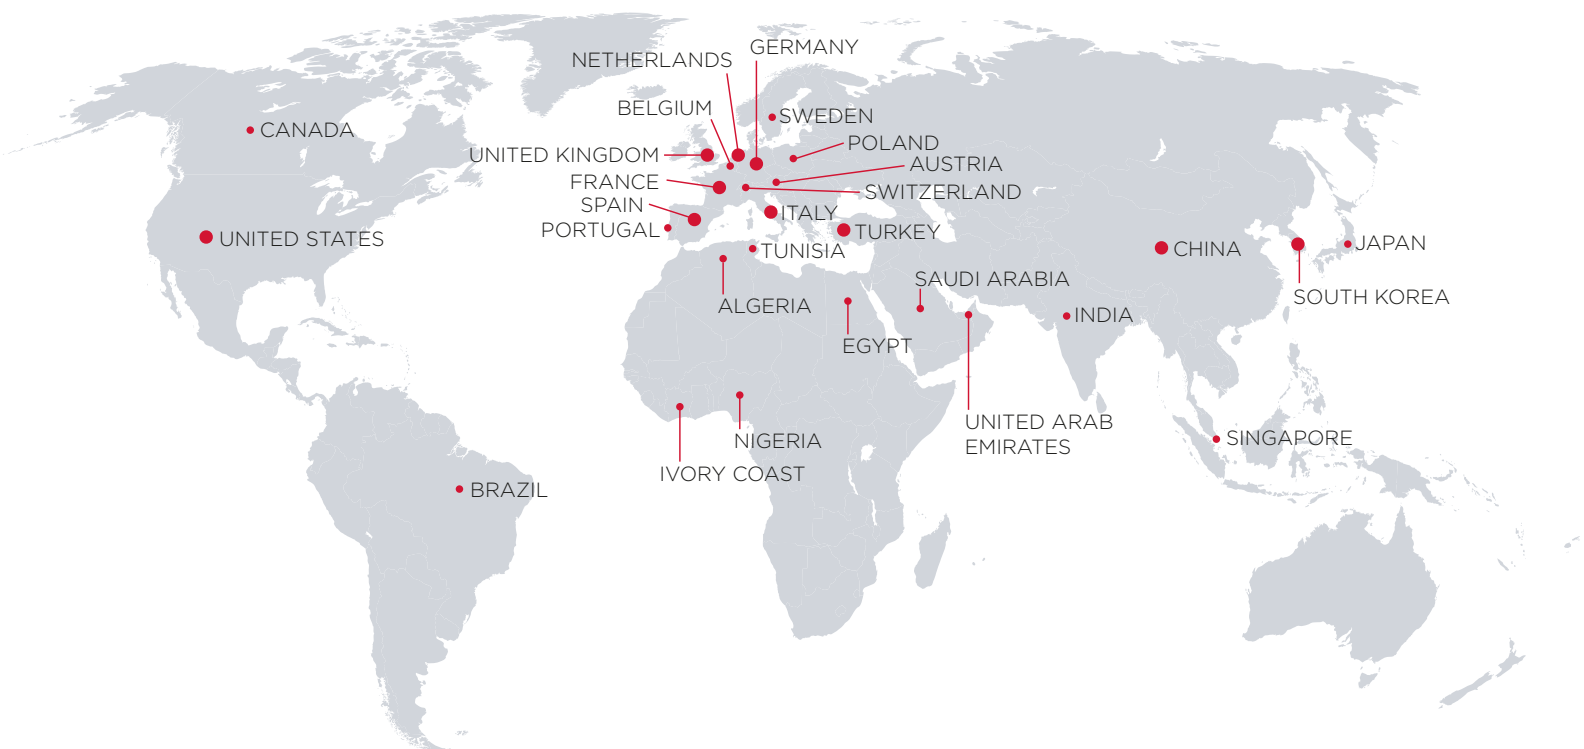 GERMANY
NETHERLANDS
BELGIUM
SWEDEN
CANADA
POLAND
UNITED KINGDOM
AUSTRIA
FRANCE
SWITZERLAND
SPAIN
ITALY
PORTUGAL
TURKEY
UNITED STATES
TUNISIA
CHINA
JAPAN
SAUDI ARABIA
SOUTH KOREA
ALGERIA
INDIA
EGYPT
UNITED ARAB
EMIRATES
NIGERIA
SINGAPORE
IVORY COAST
BRAZIL